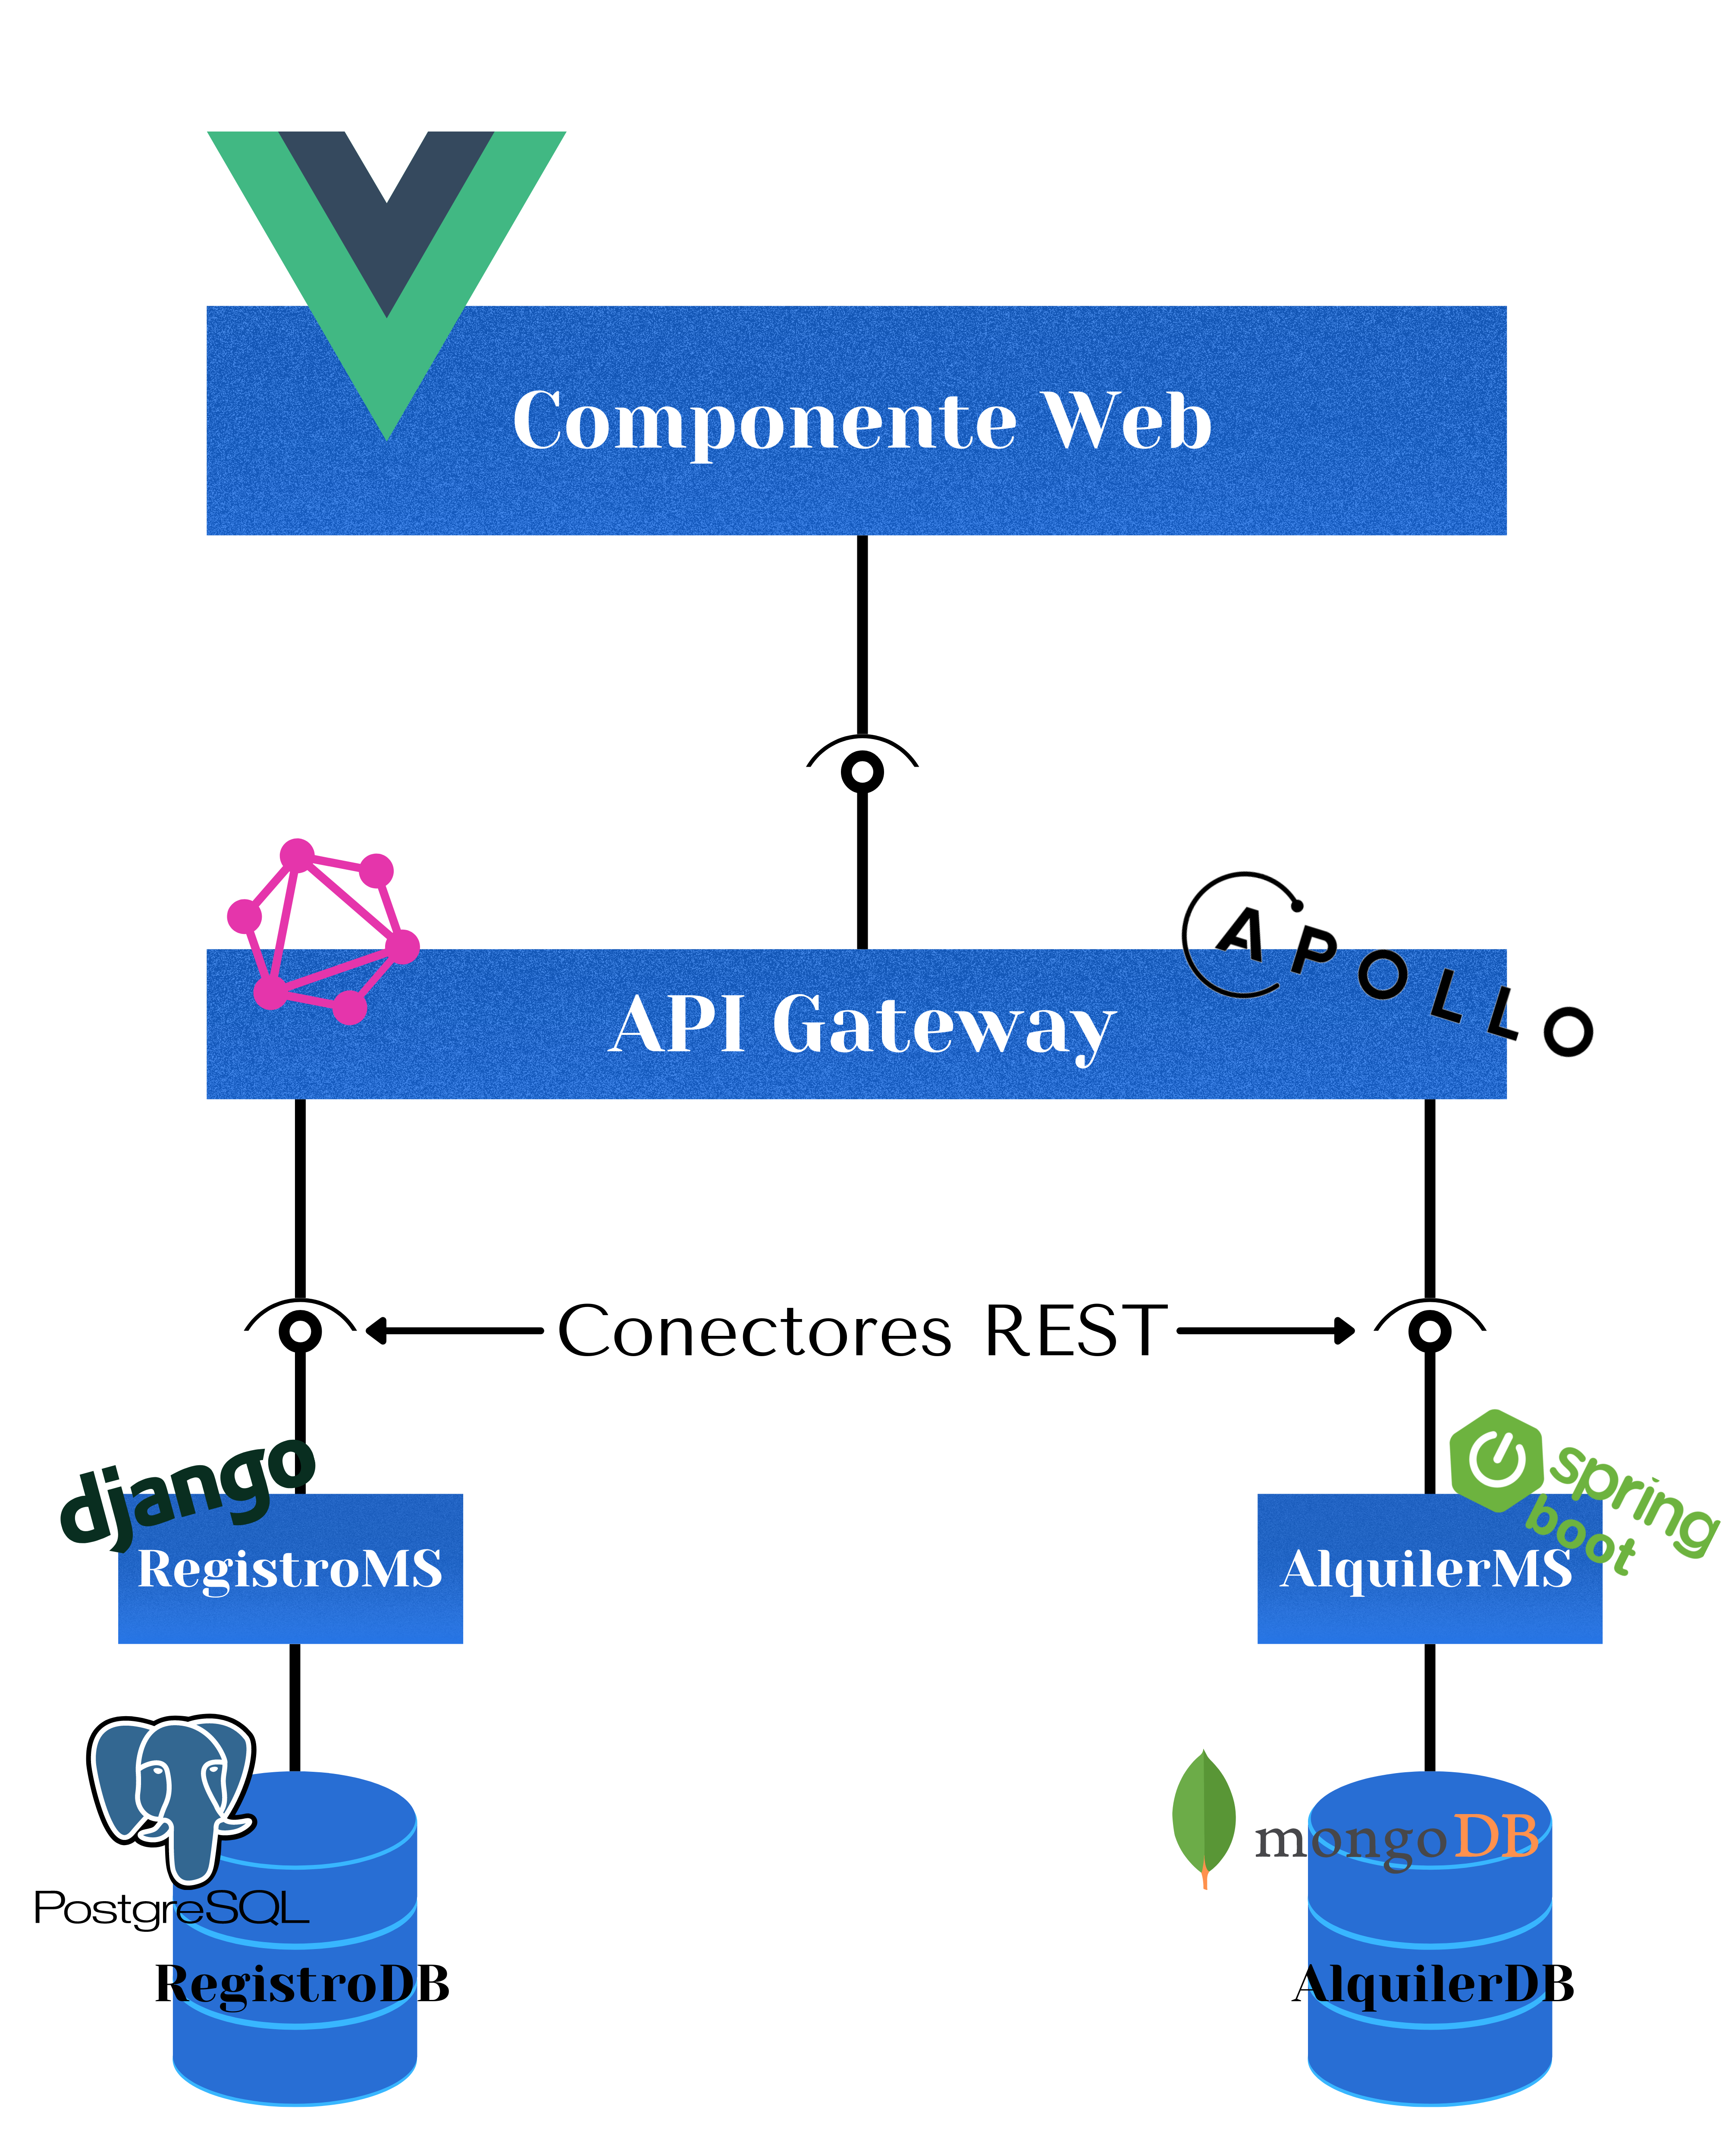 Componente Web
APOLLO
API Gateway
Conectores REST
django
spring
boot
RegistroMS
AlquilerMS
mongoDB
PostgreSQL
RegistroDB
AlquilerDB